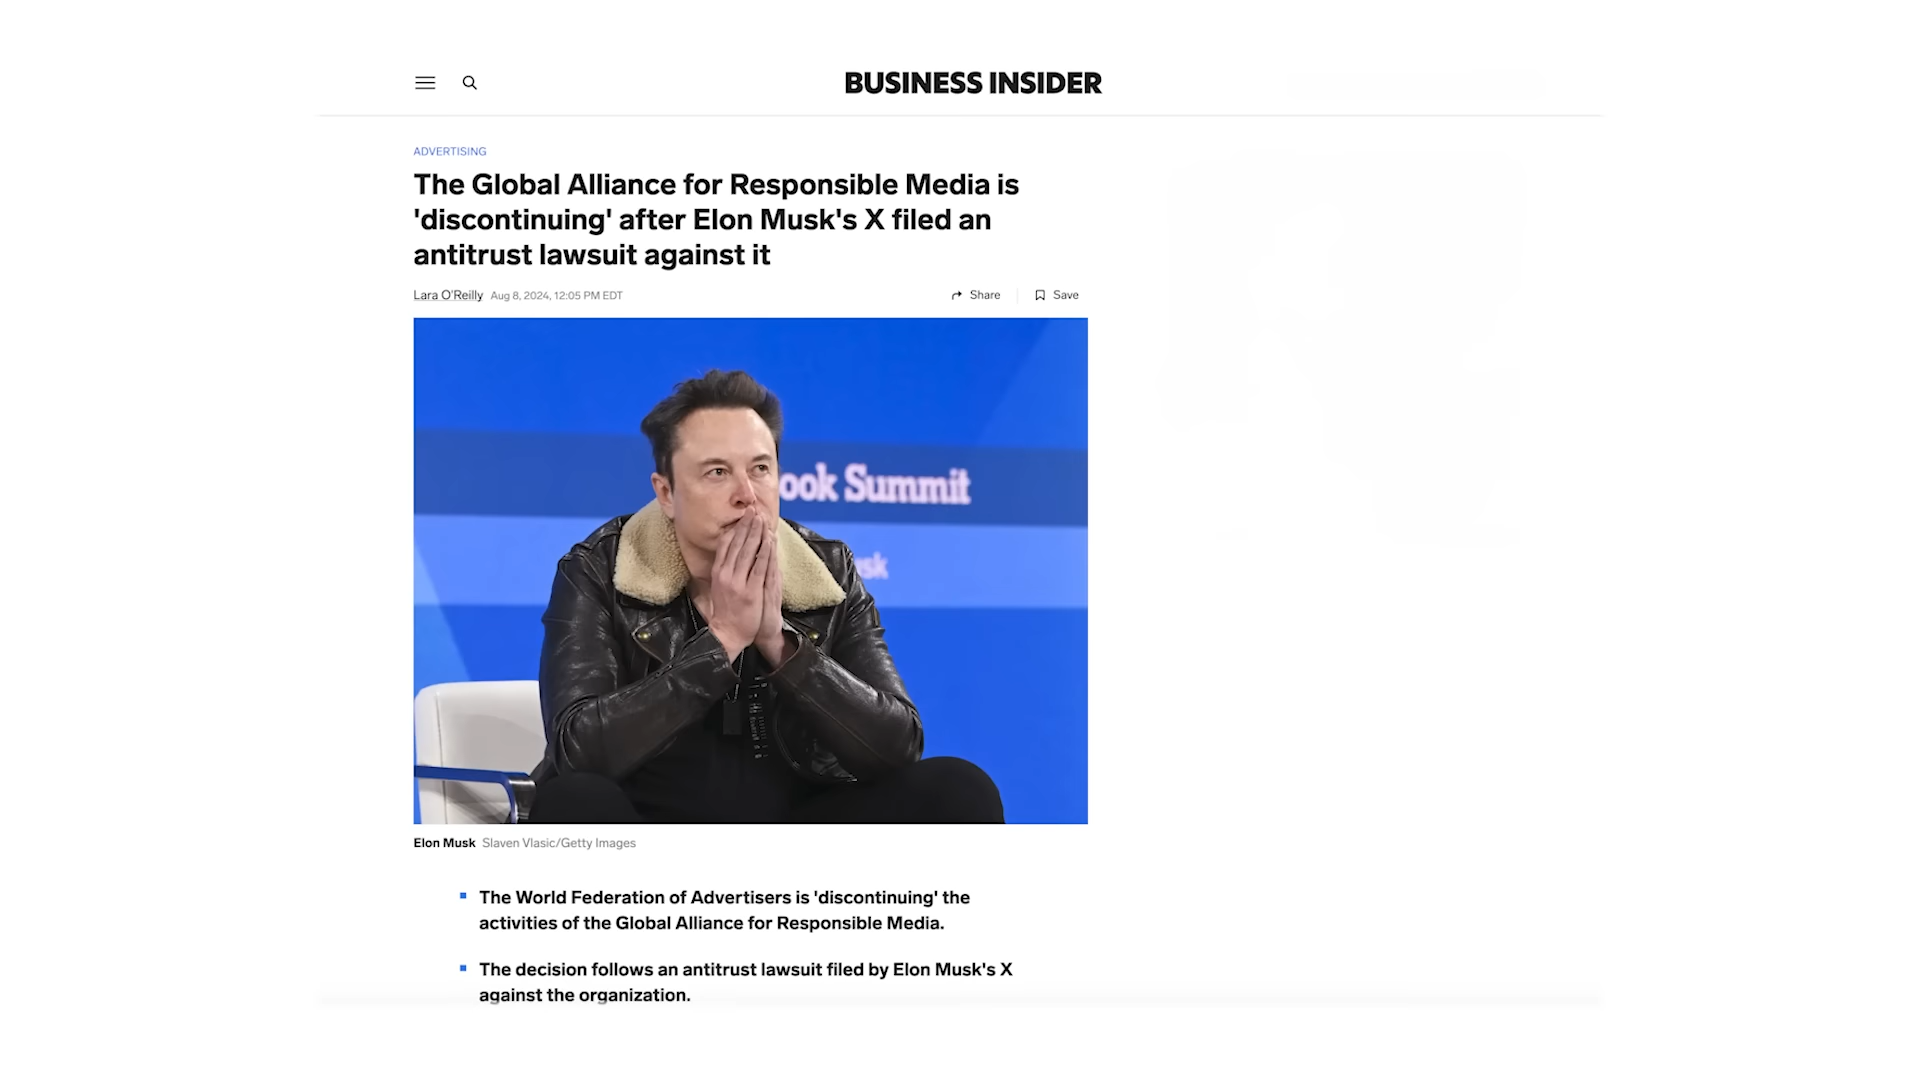 BUSINESS INSIDER
ADVERTISING
The Global Alliance for Responsible Media is
'discontinuing' after Elon Musk's X filed an
antitrust lawsuit against it
Lara O'Reilly Aug 8, 2024, 12:05 PM EDT
Share
Save
ook Summit
sk
Elon Musk Slaven Vlasic/Getty Images
The World Federation of Advertisers is 'discontinuing' the
activities of the Global Alliance for Responsible Media.
The decision follows an antitrust lawsuit filed by Elon Musk's X
against the organization.